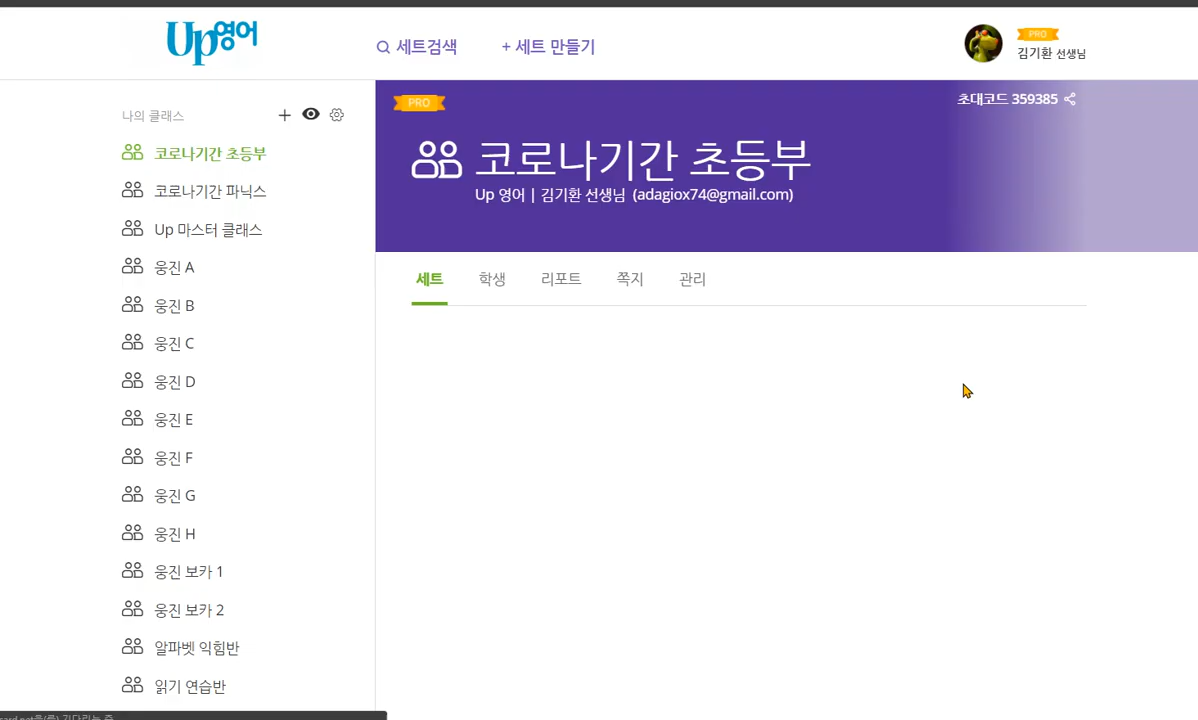 Up영어
세트검색
+ 세트 만들기
PRO
김기환 선생님
나의 클래스
코로나기간 초등부
코로나기간 파닉스
Up 마스터 클래스
웅진 A
웅진 B
웅진 C
웅진 D
웅진 E
웅진 F
웅진 G
웅진 H
웅진 보카 1
웅진 보카 2
알파벳 익힘반
읽기 연습반
PRO
초대코드 359385
코로나기간 초등부
Up 영어 | 김기환 선생님 (adagiox74@gmail.com)
세트 학생 리포트 쪽지 관리